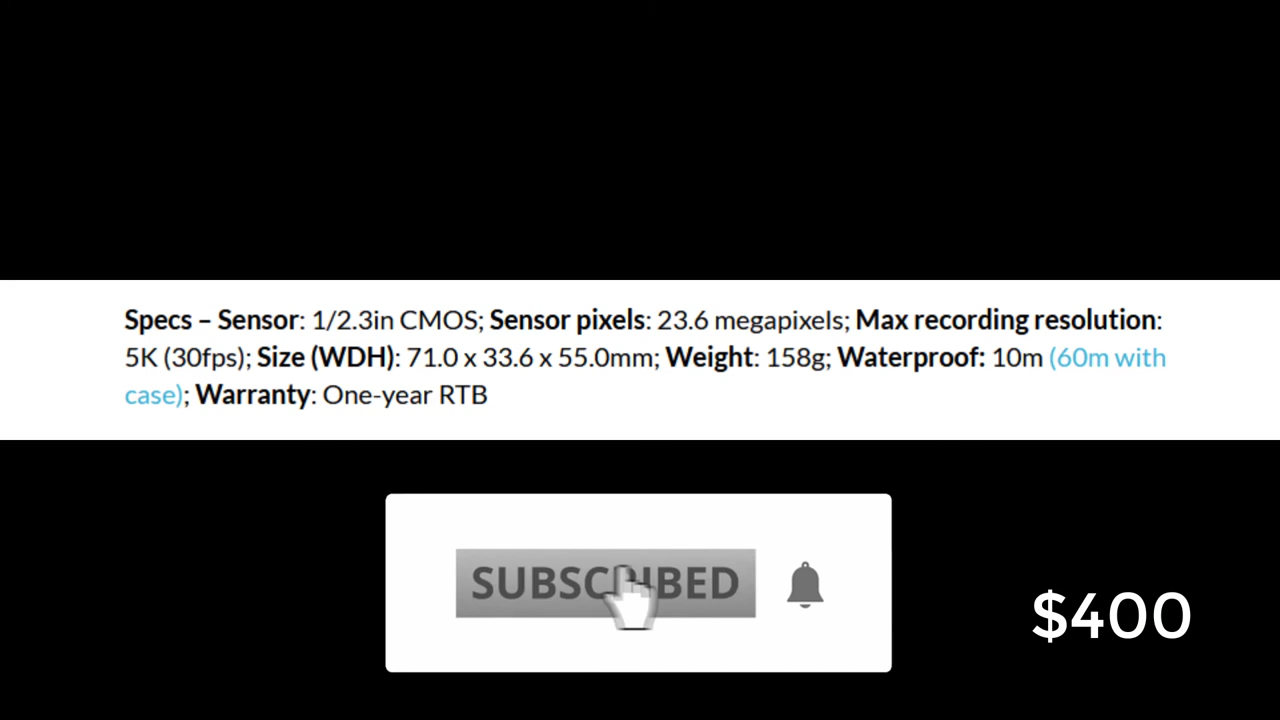 Specs – Sensor: 1/2.3in CMOS; Sensor pixels: 23.6 megapixels; Max recording resolution:
5K (30fps); Size (WDH): 71.0 x 33.6 x 55.0mm; Weight: 158g; Waterproof: 10m (60m with
case); Warranty: One-year RTB
SUBSCRIBED
$400